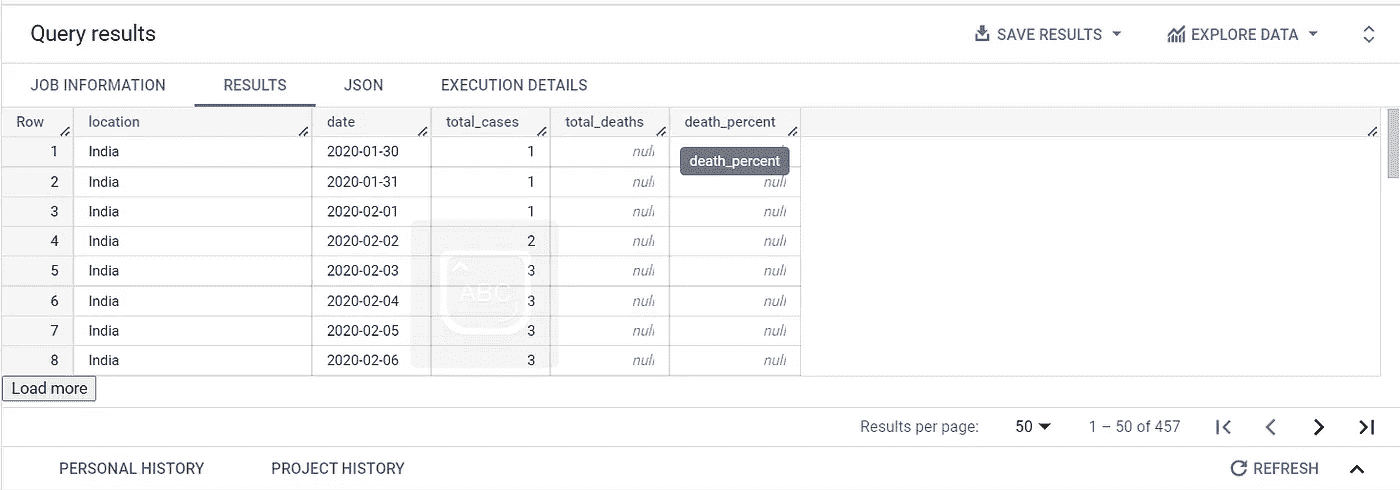 Query results SAVE RESULTS EXPLORE DATA
JOB INFORMATION RESULTS JSON EXECUTION DETAILS
Row location date total_cases total_deaths death_percent
1 India 2020-01-30 1 null
death_percent
2 India 2020-01-31 1 null null
3 India 2020-02-01 1 null null
4 India 2020-02-02 2 null null
5 India 2020-02-03 3 null null
ABC
6 India 2020-02-04 3 null null
7 India 2020-02-05 3 null null
8 India 2020-02-06 3 null null
Load more
Results per page: 50 1 – 50 of 457
PERSONAL HISTORY PROJECT HISTORY REFRESH